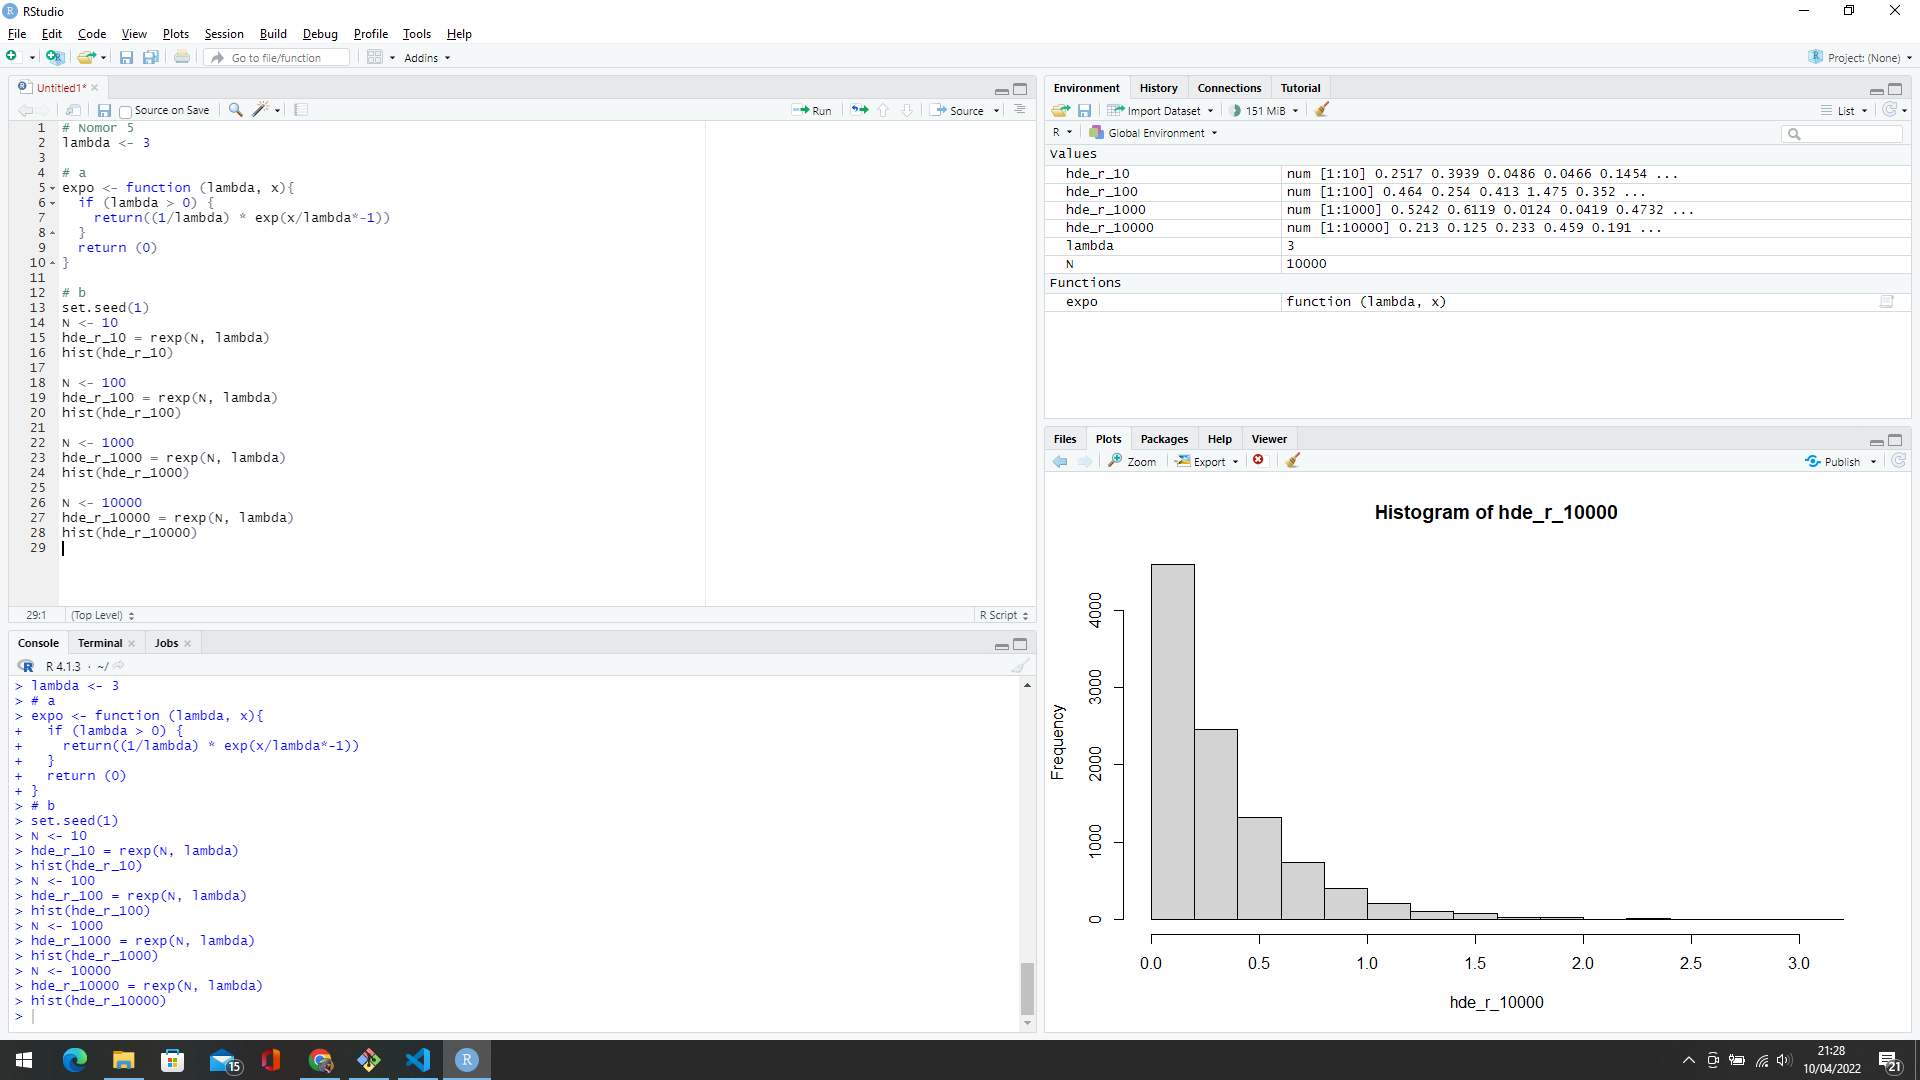 RStudio
File Edit Code View Plots Session Build Debug Profile Tools Help
Go to file/function
Addins
Project: (None)
Untitled1*
Source on Save
Run
Source
1 # Nomor 5
2 lambda <- 3
3
4 # a
5 expo <- function (lambda, x){
6 if (lambda > 0) {
7 return((1/lambda) * exp(x/lambda*-1))
8 }
9 return (0)
10 }
11
12 # b
13 set.seed(1)
14 N <- 10
15 hde_r_10 = rexp(N, lambda)
16 hist(hde_r_10)
17
18 N <- 100
19 hde_r_100 = rexp(N, lambda)
20 hist(hde_r_100)
21
22 N <- 1000
23 hde_r_1000 = rexp(N, lambda)
24 hist(hde_r_1000)
25
26 N <- 10000
27 hde_r_10000 = rexp(N, lambda)
28 hist(hde_r_10000)
29
29:1 (Top Level) R Script
Console Terminal Jobs
R 4.1.3 · ~/
> lambda <- 3
> # a
> expo <- function (lambda, x){
+ if (lambda > 0) {
+ return((1/lambda) * exp(x/lambda*-1))
+ }
+ return (0)
+ }
> # b
> set.seed(1)
> N <- 10
> hde_r_10 = rexp(N, lambda)
> hist(hde_r_10)
> N <- 100
> hde_r_100 = rexp(N, lambda)
> hist(hde_r_100)
> N <- 1000
> hde_r_1000 = rexp(N, lambda)
> hist(hde_r_1000)
> N <- 10000
> hde_r_10000 = rexp(N, lambda)
> hist(hde_r_10000)
>
Environment History Connections Tutorial
Import Dataset 151 MiB List
R Global Environment
Values
hde_r_10 num [1:10] 0.2517 0.3939 0.0486 0.0466 0.1454 ...
hde_r_100 num [1:100] 0.464 0.254 0.413 1.475 0.352 ...
hde_r_1000 num [1:1000] 0.5242 0.6119 0.0124 0.0419 0.4732 ...
hde_r_10000 num [1:10000] 0.213 0.125 0.233 0.459 0.191 ...
lambda 3
N 10000
Functions
expo function (lambda, x)
Files Plots Packages Help Viewer
Zoom Export Publish
Histogram of hde_r_10000
Frequency
4000
3000
2000
1000
0
0.0 0.5 1.0 1.5 2.0 2.5 3.0
hde_r_10000
15
R
21:28
10/04/2022
21